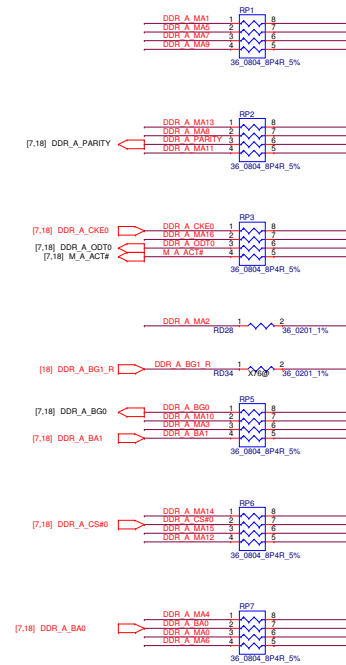 RP1
DDR_A_MA1 1 8
DDR_A_MA5 2 7
DDR_A_MA7 3 6
DDR_A_MA9 4 5
36_0804_8P4R_5%
RP2
DDR_A_MA13 1 8
DDR_A_MA8 2 7
[7,18] DDR_A_PARITY DDR_A_PARITY 3 6
DDR_A_MA11 4 5
36_0804_8P4R_5%
RP3
[7,18] DDR_A_CKE0 DDR_A_CKE0 1 8
DDR_A_MA16 2 7
[7,18] DDR_A_ODT0 DDR_A_ODT0 3 6
[7,18] M_A_ACT# M_A_ACT# 4 5
36_0804_8P4R_5%
DDR_A_MA2 1 2
RD28 36_0201_1%
[18] DDR_A_BG1_R DDR_A_BG1_R 1 2
RD34 X76@ 36_0201_1%
RP5
[7,18] DDR_A_BG0 DDR_A_BG0 1 8
DDR_A_MA10 2 7
DDR_A_MA3 3 6
[7,18] DDR_A_BA1 DDR_A_BA1 4 5
36_0804_8P4R_5%
RP6
DDR_A_MA14 1 8
[7,18] DDR_A_CS#0 DDR_A_CS#0 2 7
DDR_A_MA15 3 6
DDR_A_MA12 4 5
36_0804_8P4R_5%
RP7
DDR_A_MA4 1 8
[7,18] DDR_A_BA0 DDR_A_BA0 2 7
DDR_A_MA0 3 6
DDR_A_MA6 4 5
36_0804_8P4R_5%